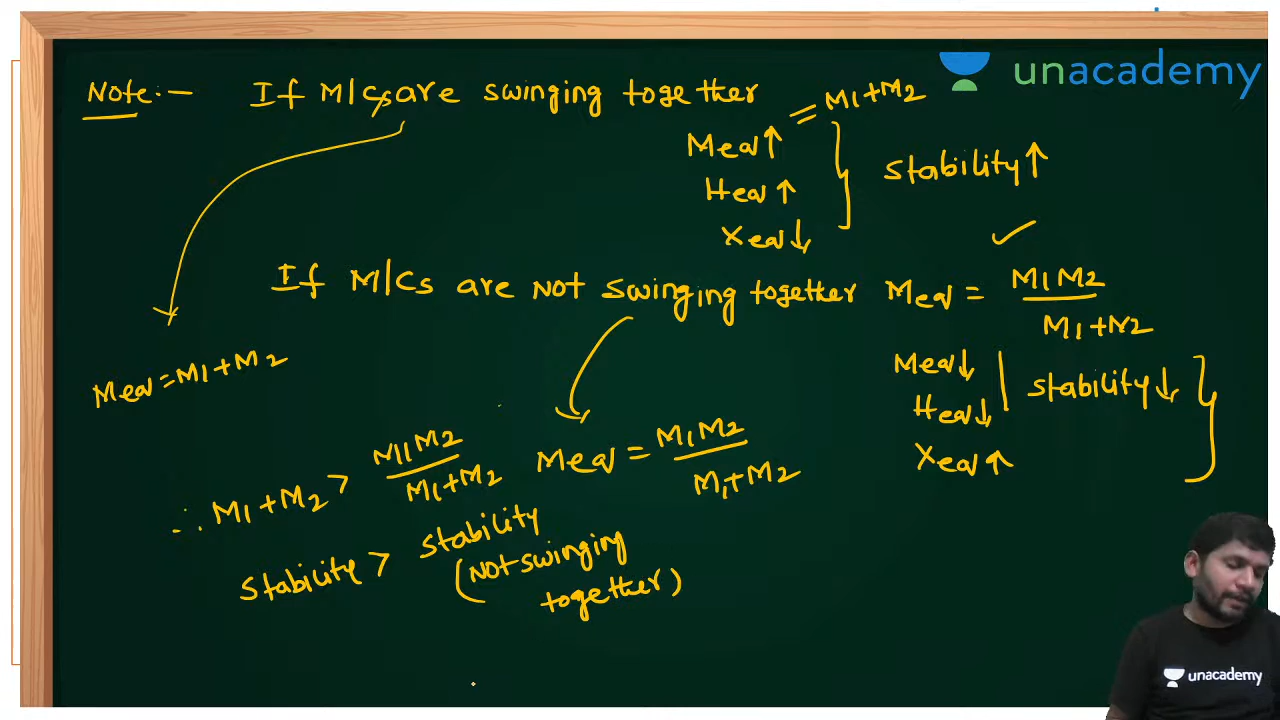 unacademy
Note:- If M/Cs are swinging together
Meq↑ = M1+M2
Heq↑
Xeq↓
stability↑
If M/Cs are NOT swinging together Meq = M1M2 / M1+M2
Meq↓
Heq↓
Xeq↑
stability↓
Meq=M1+M2
Meq = M1M2 / M1+M2
∴ M1+M2 > M1M2 / M1+M2
Stability > stability
(NOT swinging
together)
unacademy